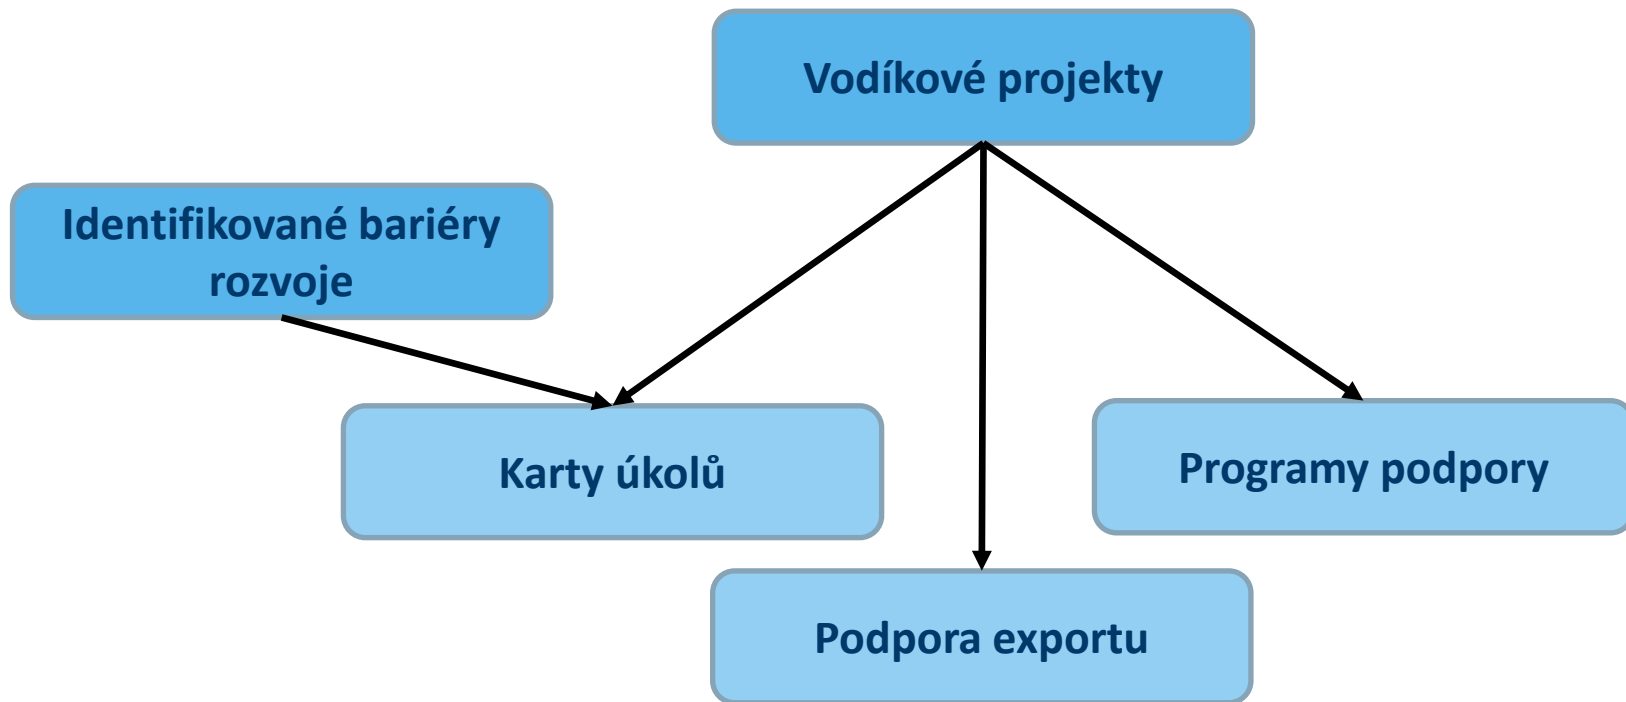 Vodíkové projekty
Identifikované bariéry
rozvoje
Karty úkolů
Programy podpory
Podpora exportu